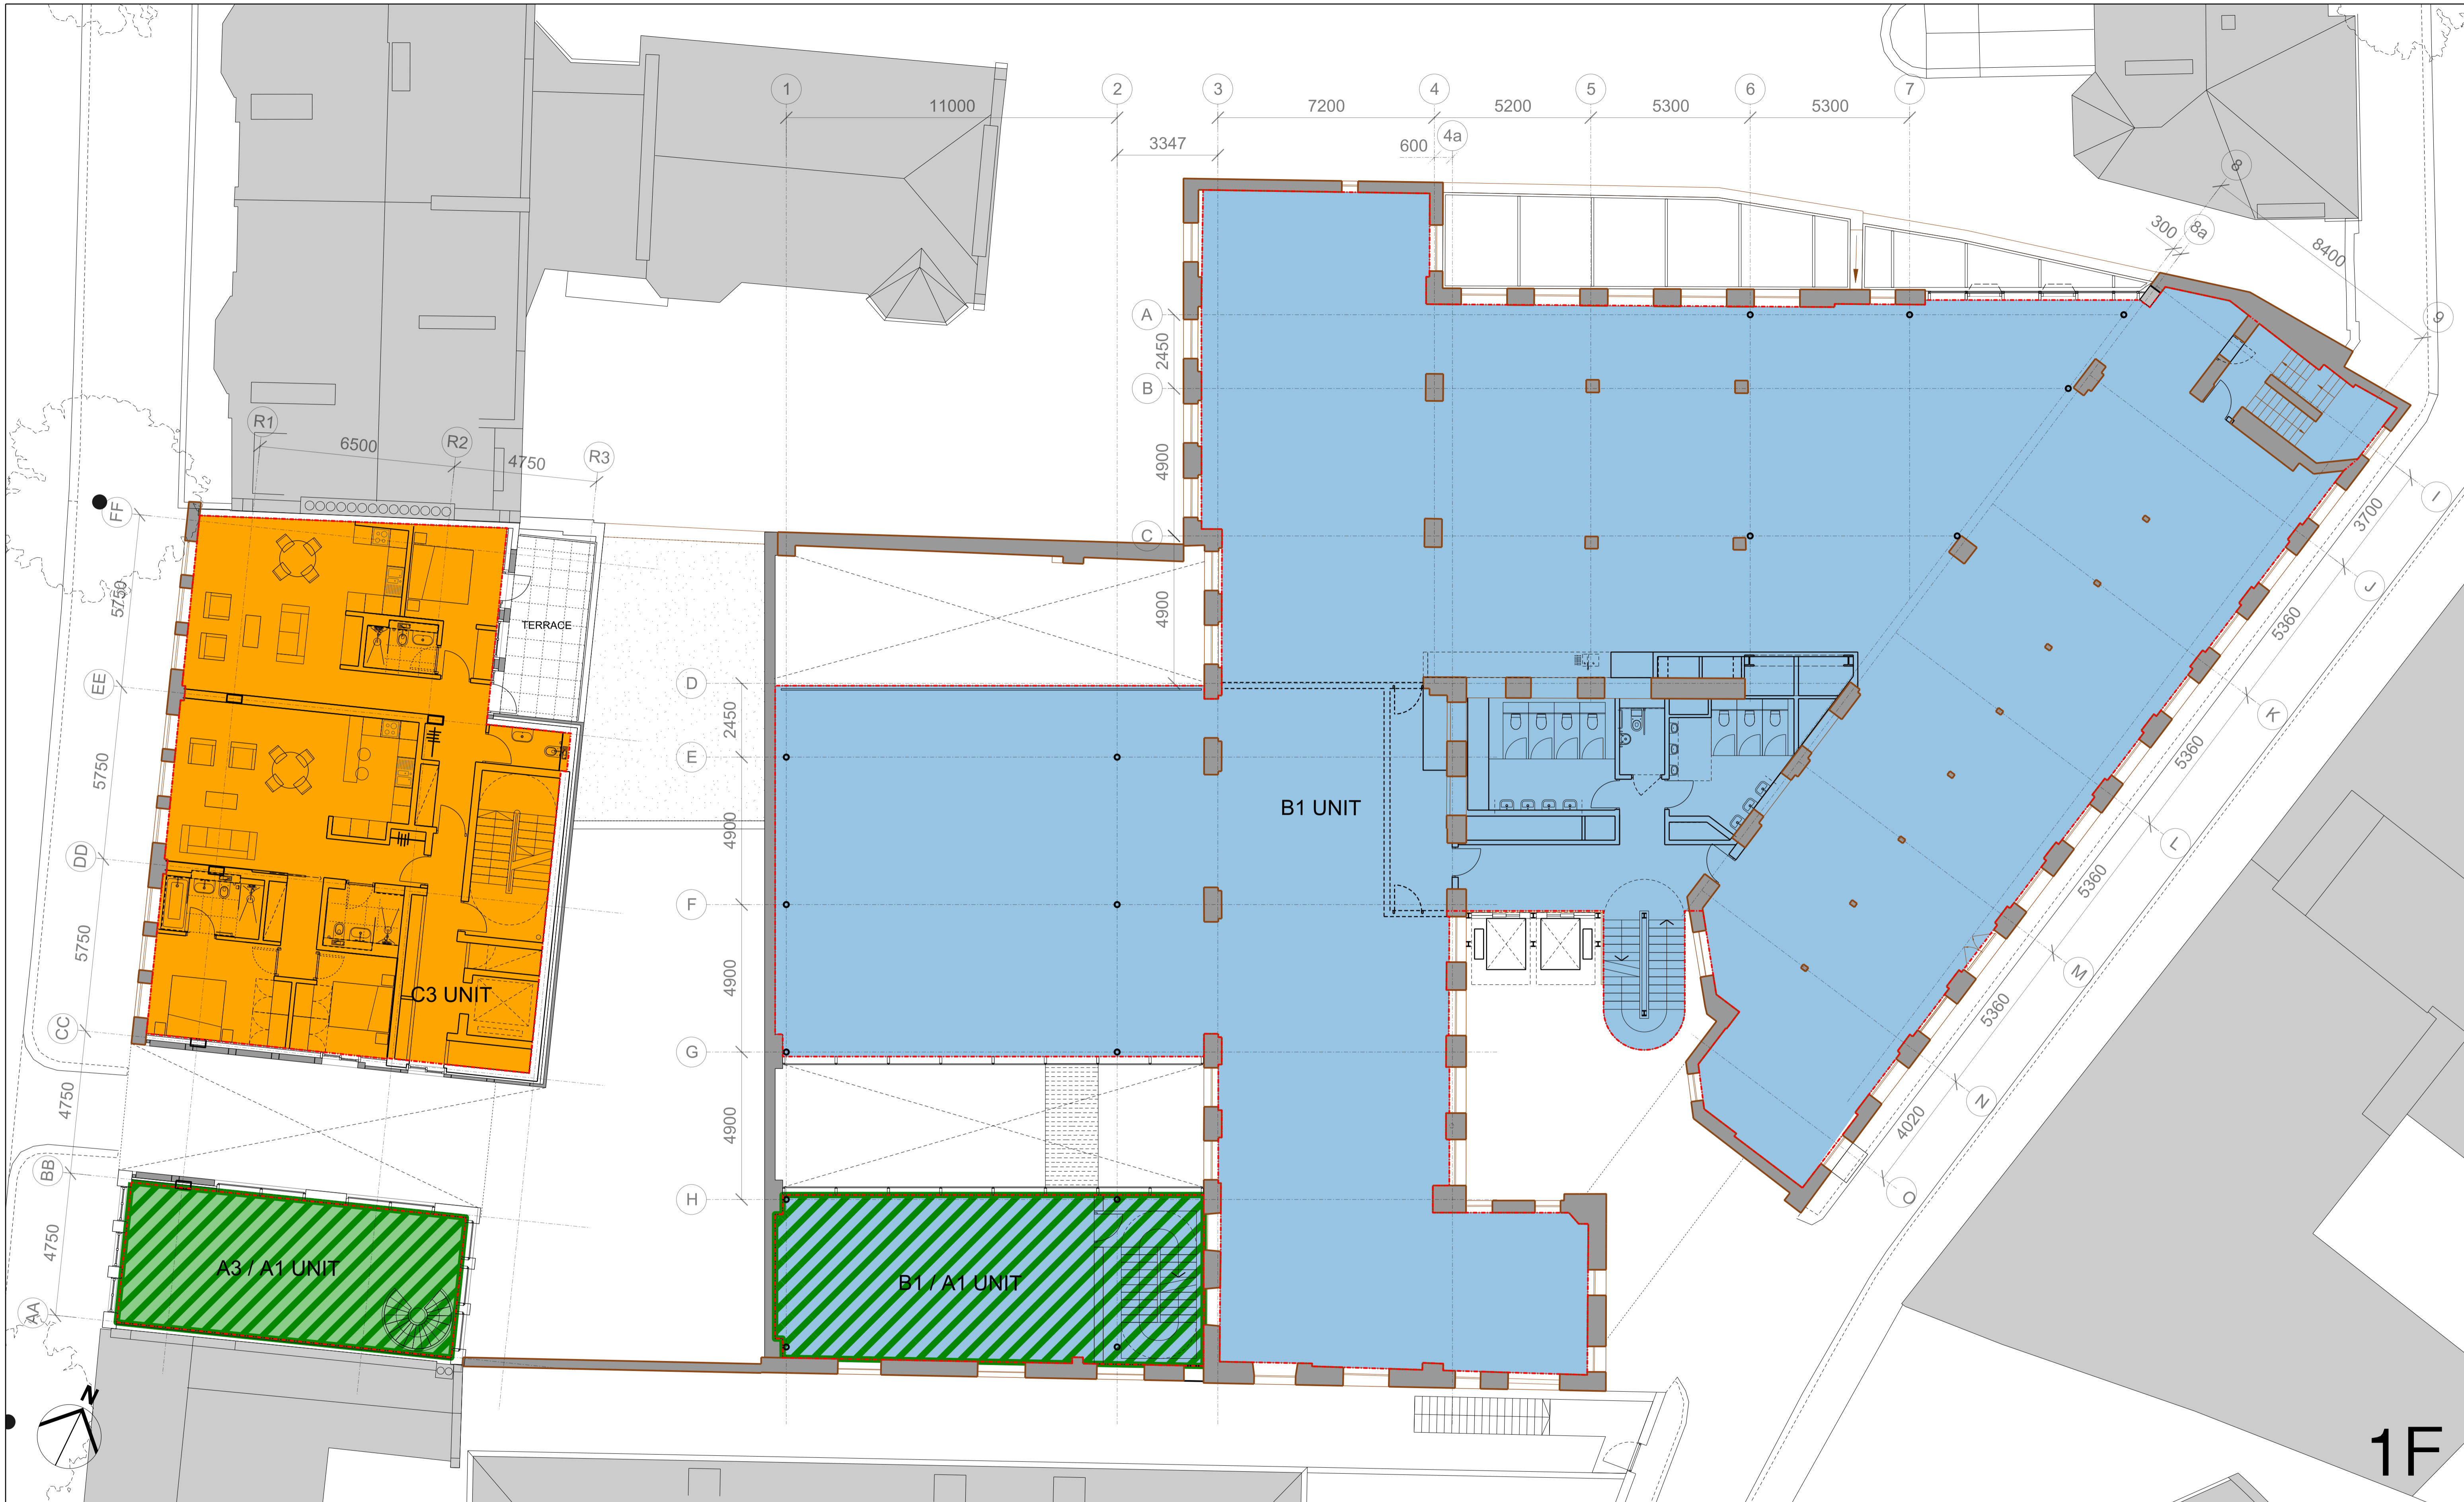 1
2
3
4
5
6
7
11000
7200
5200
5300
5300
3347
600
4a
8
8a
300
8400
9
A
2450
B
4900
C
4900
D
2450
E
4900
F
4900
G
4900
H
R1
6500
R2
4750
R3
FF
5750
EE
5750
DD
5750
CC
4750
BB
4750
AA
TERRACE
C3 UNIT
A3 / A1 UNIT
B1 UNIT
B1 / A1 UNIT
I
3700
J
5360
K
5360
L
5360
M
5360
N
4020
O
N
1F